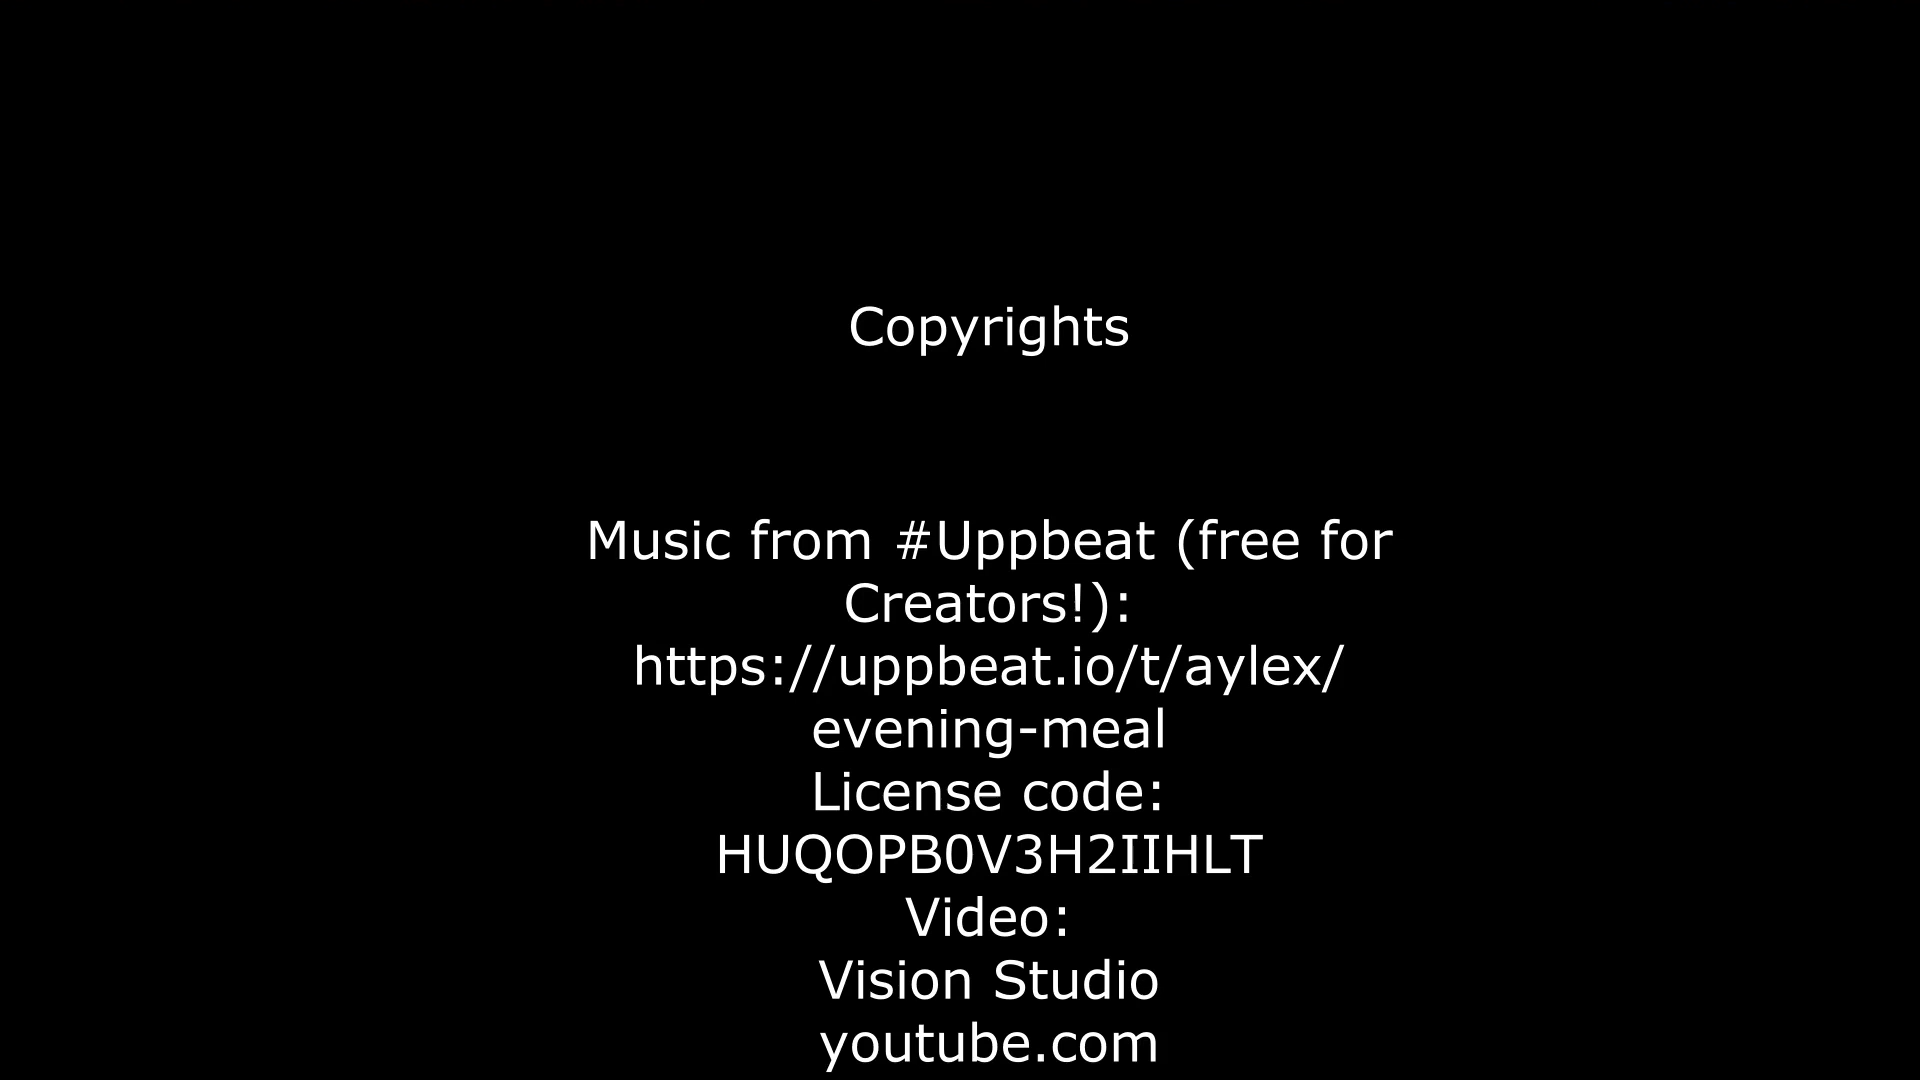 Copyrights
Music from #Uppbeat (free for
Creators!):
https://uppbeat.io/t/aylex/
evening-meal
License code:
HUQOPB0V3H2IIHLT
Video:
Vision Studio
youtube.com